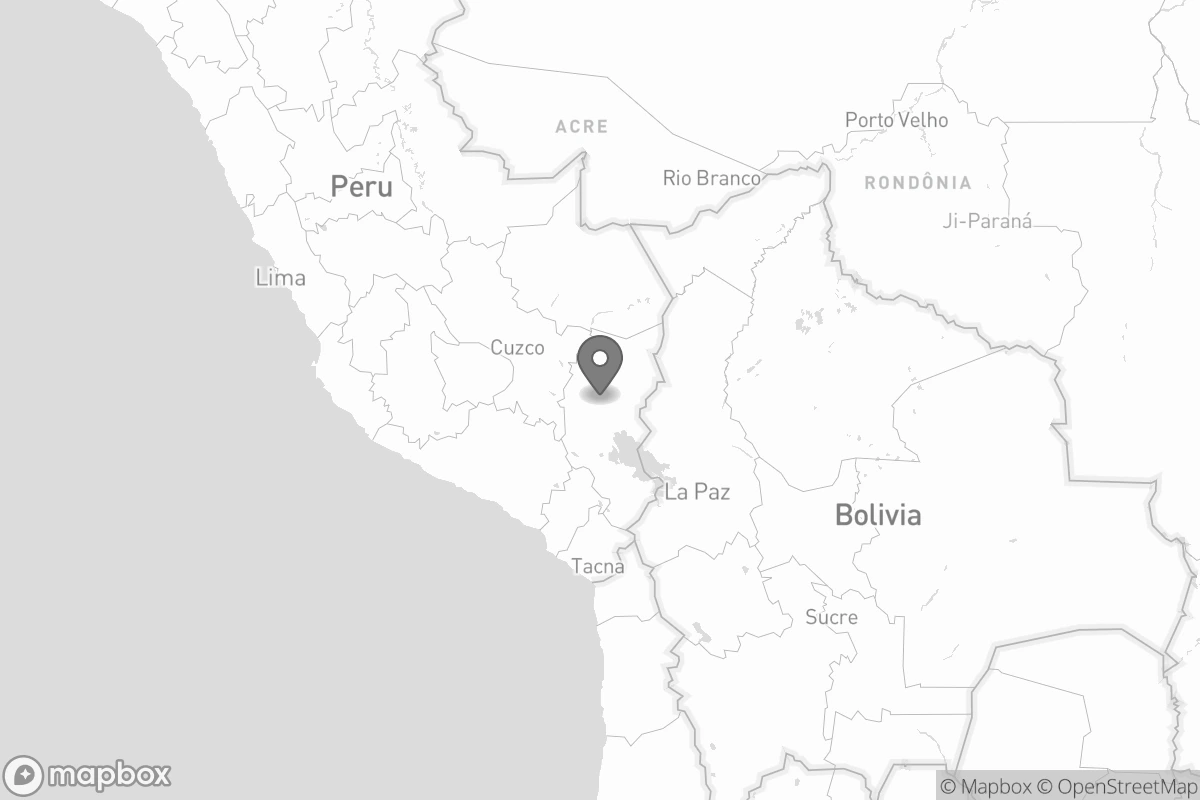 ACRE
Porto Velho
Rio Branco
RONDÔNIA
Peru
Ji-Paraná
Lima
Cuzco
La Paz
Bolivia
Tacna
Sucre
mapbox
© Mapbox © OpenStreetMap